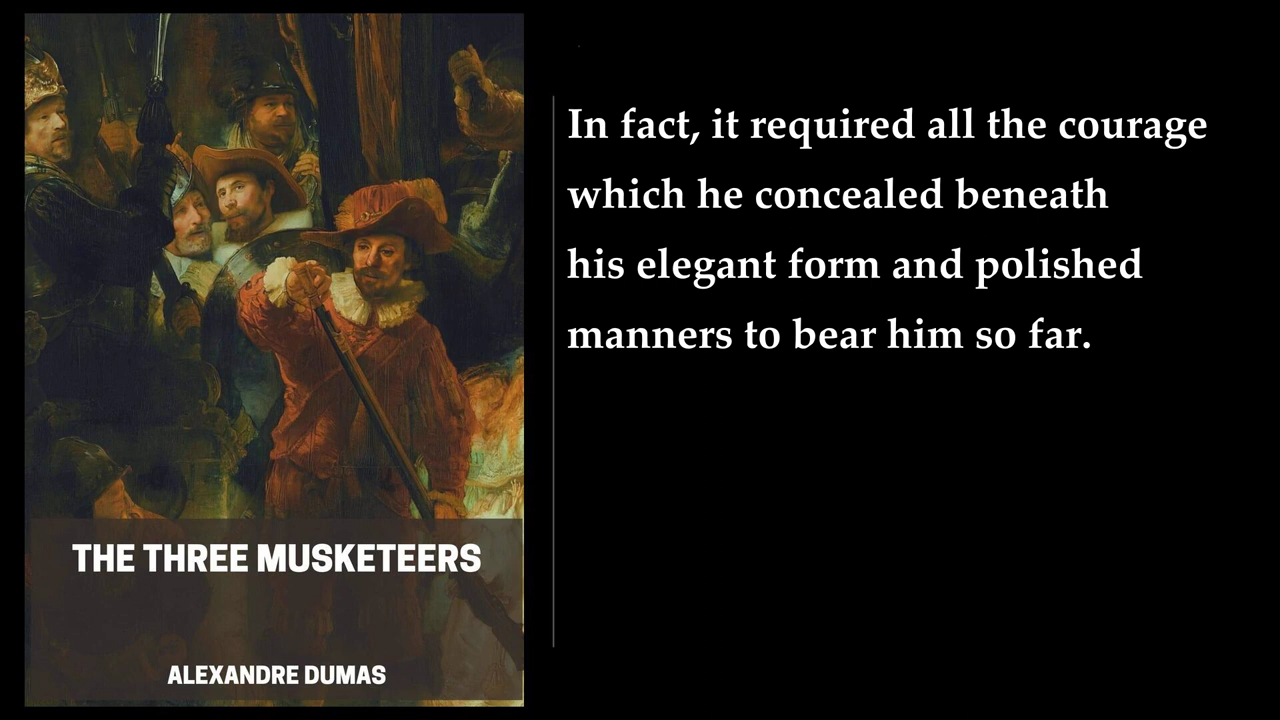 THE THREE MUSKETEERS
ALEXANDRE DUMAS
In fact, it required all the courage
which he concealed beneath
his elegant form and polished
manners to bear him so far.